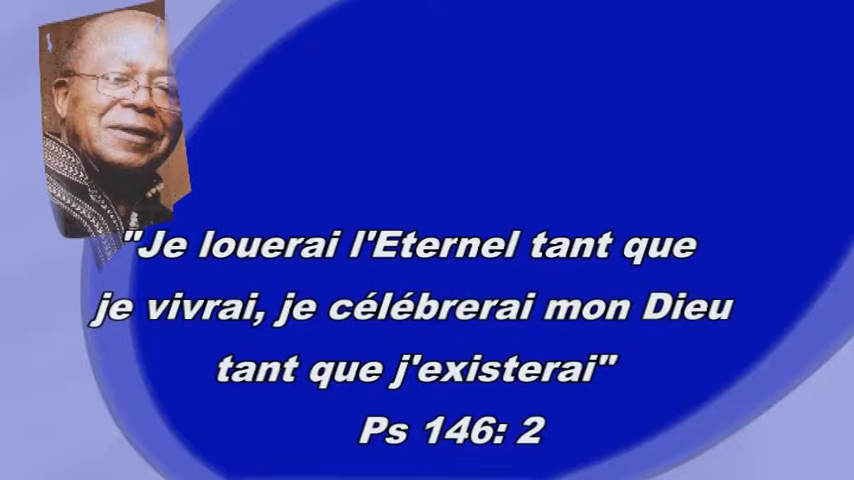 "Je louerai l'Eternel tant que
je vivrai, je célébrerai mon Dieu
tant que j'existerai"
Ps 146: 2